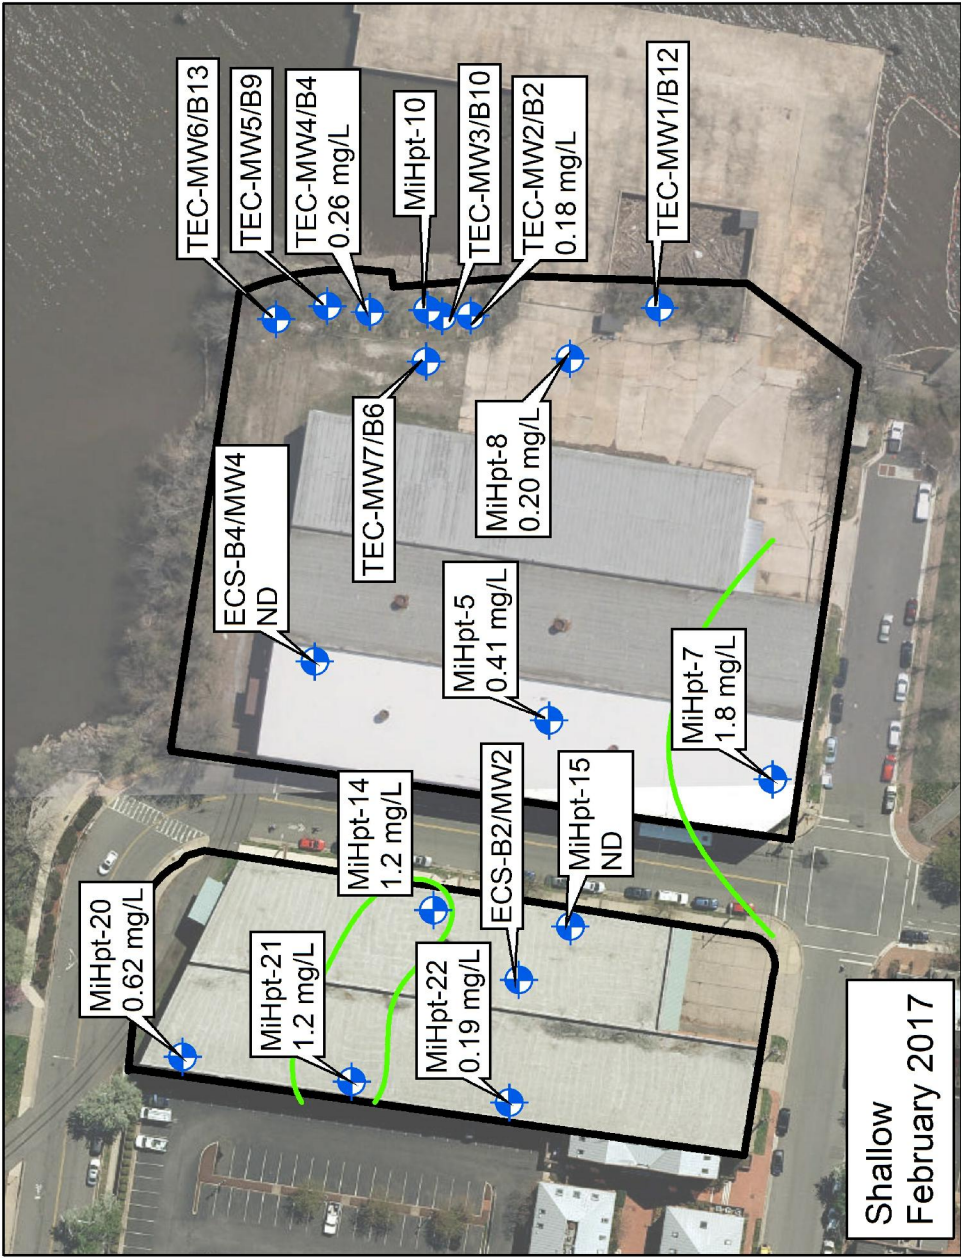 TEC-MW6/B13
TEC-MW5/B9
TEC-MW4/B4
0.26 mg/L
MiHpt-10
TEC-MW3/B10
TEC-MW2/B2
0.18 mg/L
TEC-MW1/B12
TEC-MW7/B6
MiHpt-8
0.20 mg/L
ECS-B4/MW4
ND
MiHpt-5
0.41 mg/L
MiHpt-7
1.8 mg/L
MiHpt-14
1.2 mg/L
ECS-B2/MW2
MiHpt-15
ND
MiHpt-20
0.62 mg/L
MiHpt-21
1.2 mg/L
MiHpt-22
0.19 mg/L
Shallow
February 2017